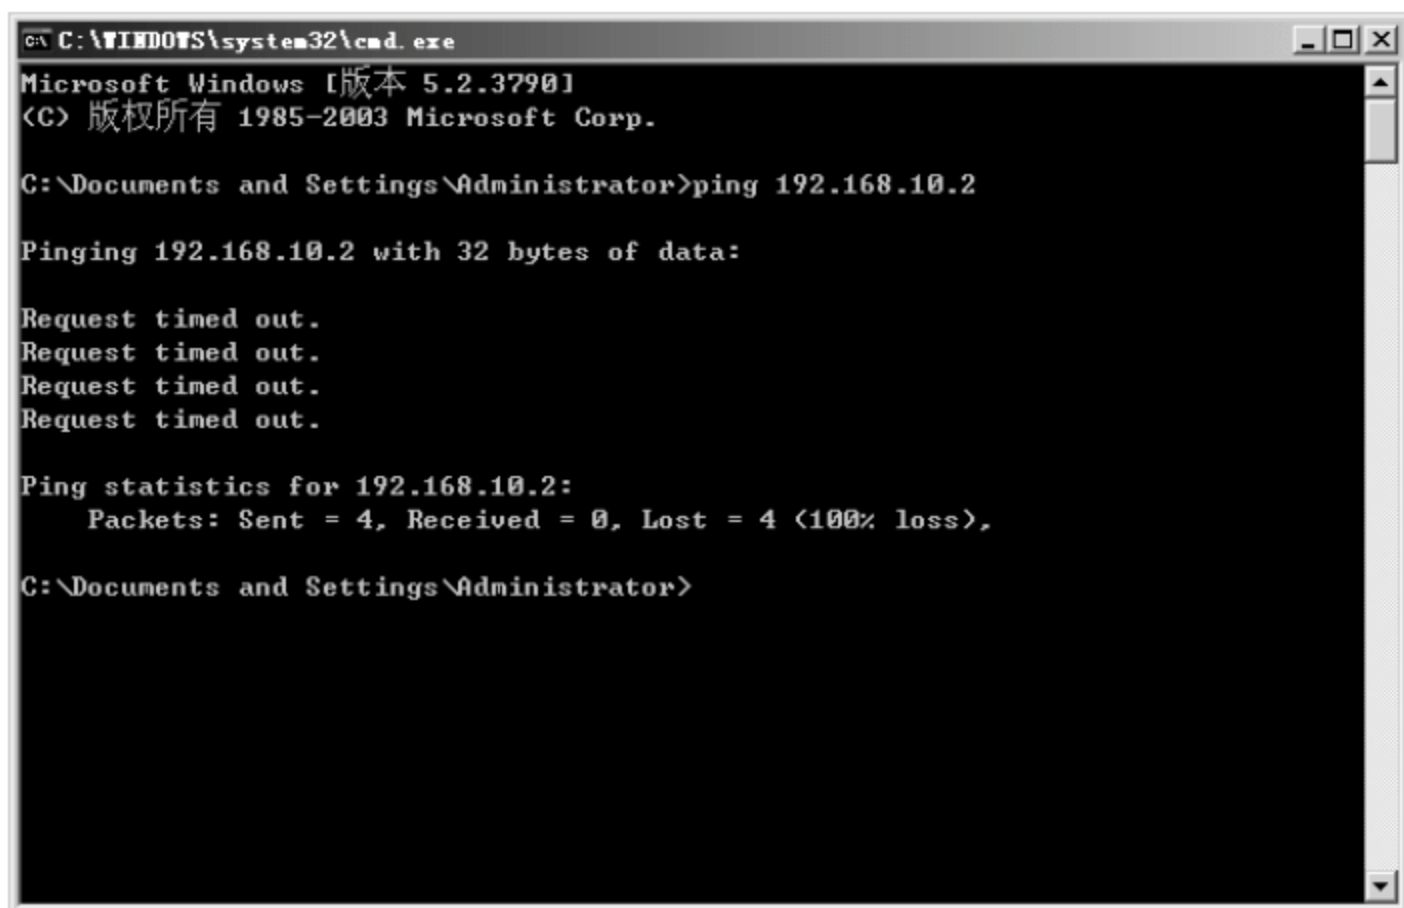 C:\WINDOWS\system32\cmd.exe
Microsoft Windows [版本 5.2.3790]
(C) 版权所有 1985-2003 Microsoft Corp.
C:\Documents and Settings\Administrator>ping 192.168.10.2
Pinging 192.168.10.2 with 32 bytes of data:
Request timed out.
Request timed out.
Request timed out.
Request timed out.
Ping statistics for 192.168.10.2:
    Packets: Sent = 4, Received = 0, Lost = 4 (100% loss),
C:\Documents and Settings\Administrator>